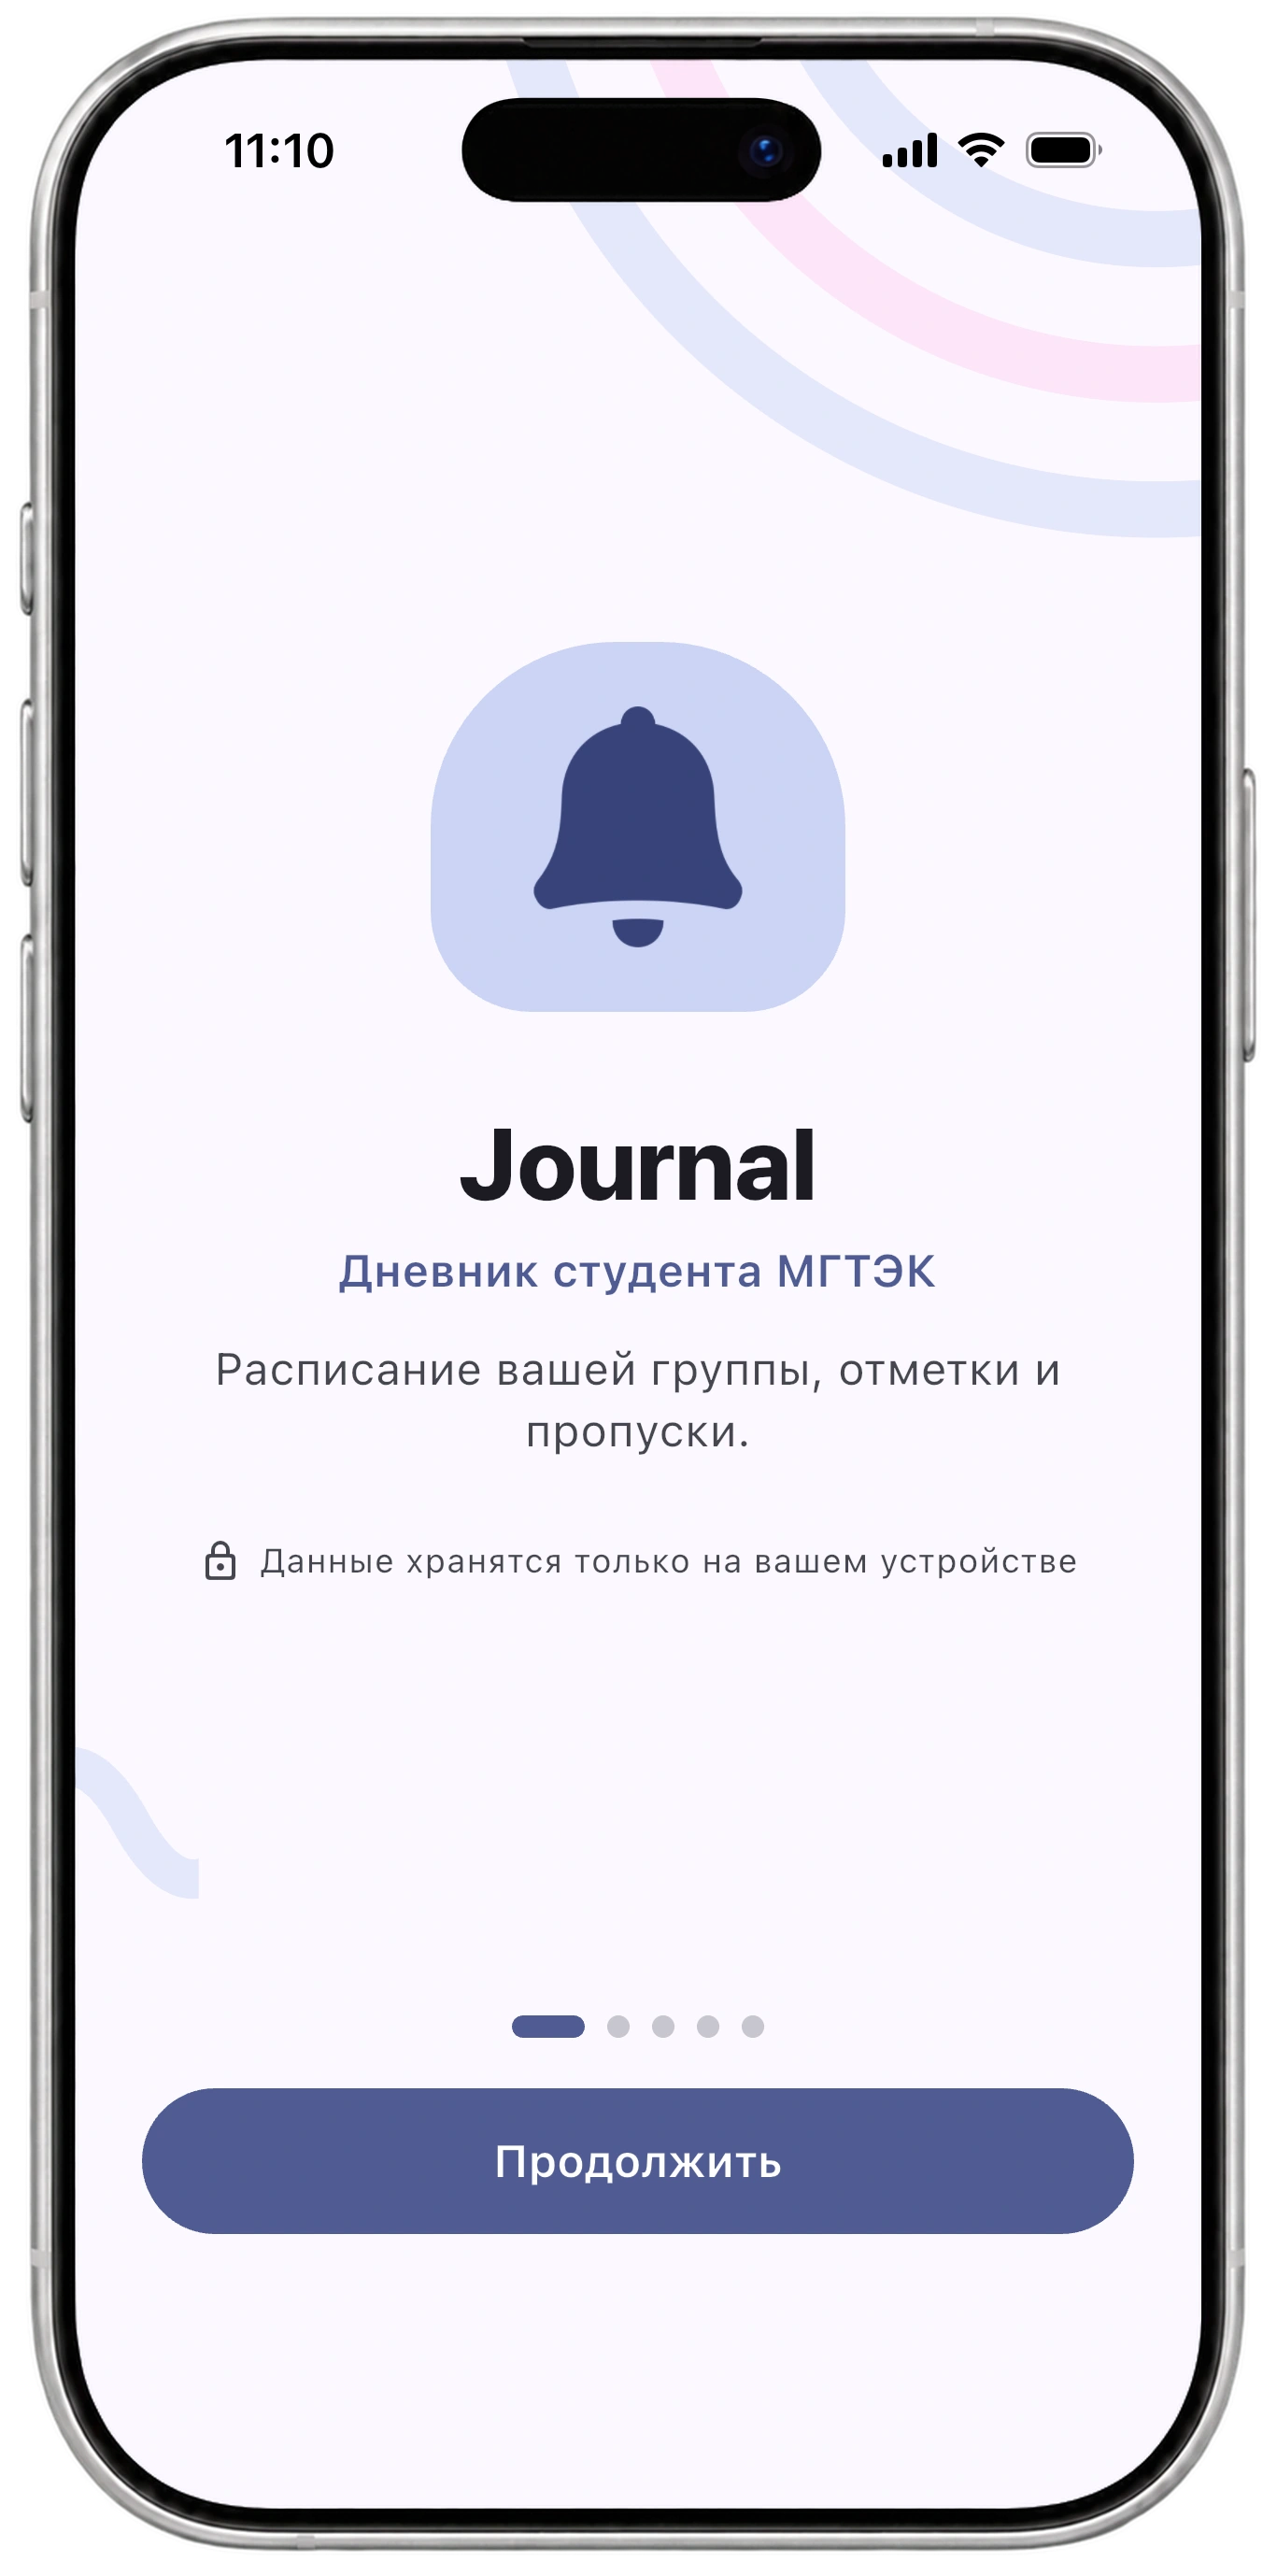 11:10
Journal
Дневник студента МГТЭК
Расписание вашей группы, отметки и
пропуски.
Данные хранятся только на вашем устройстве
Продолжить